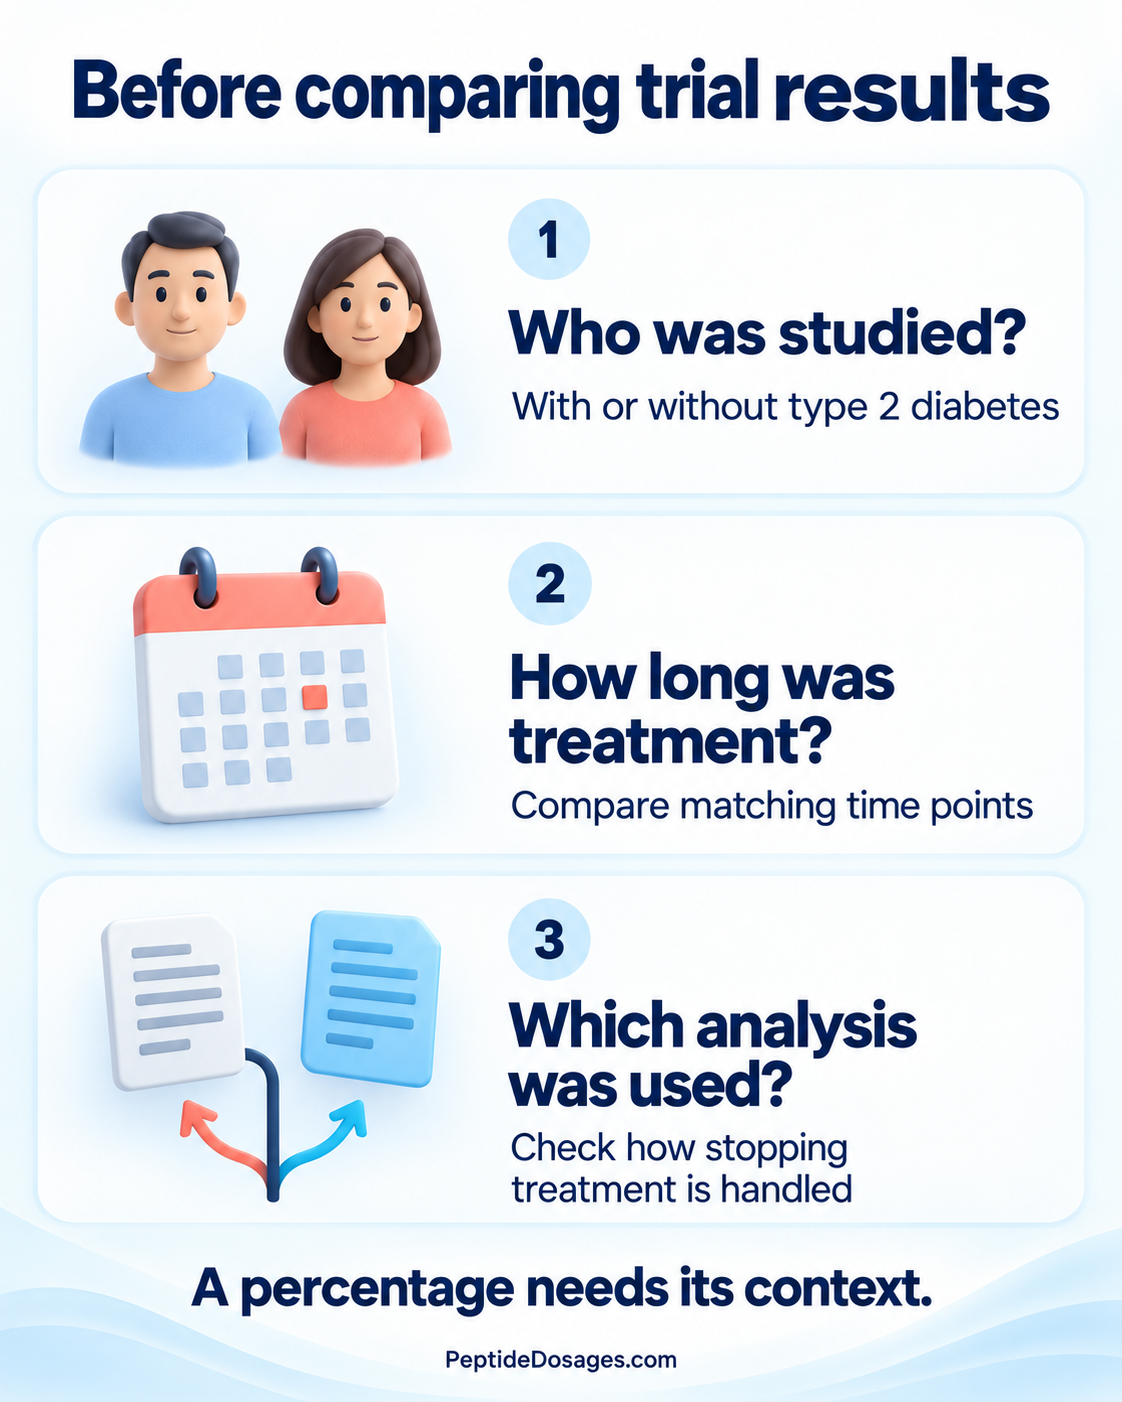 Before comparing trial results
1
Who was studied?
With or without type 2 diabetes
2
How long was
treatment?
Compare matching time points
3
Which analysis
was used?
Check how stopping
treatment is handled
A percentage needs its context.
PeptideDosages.com